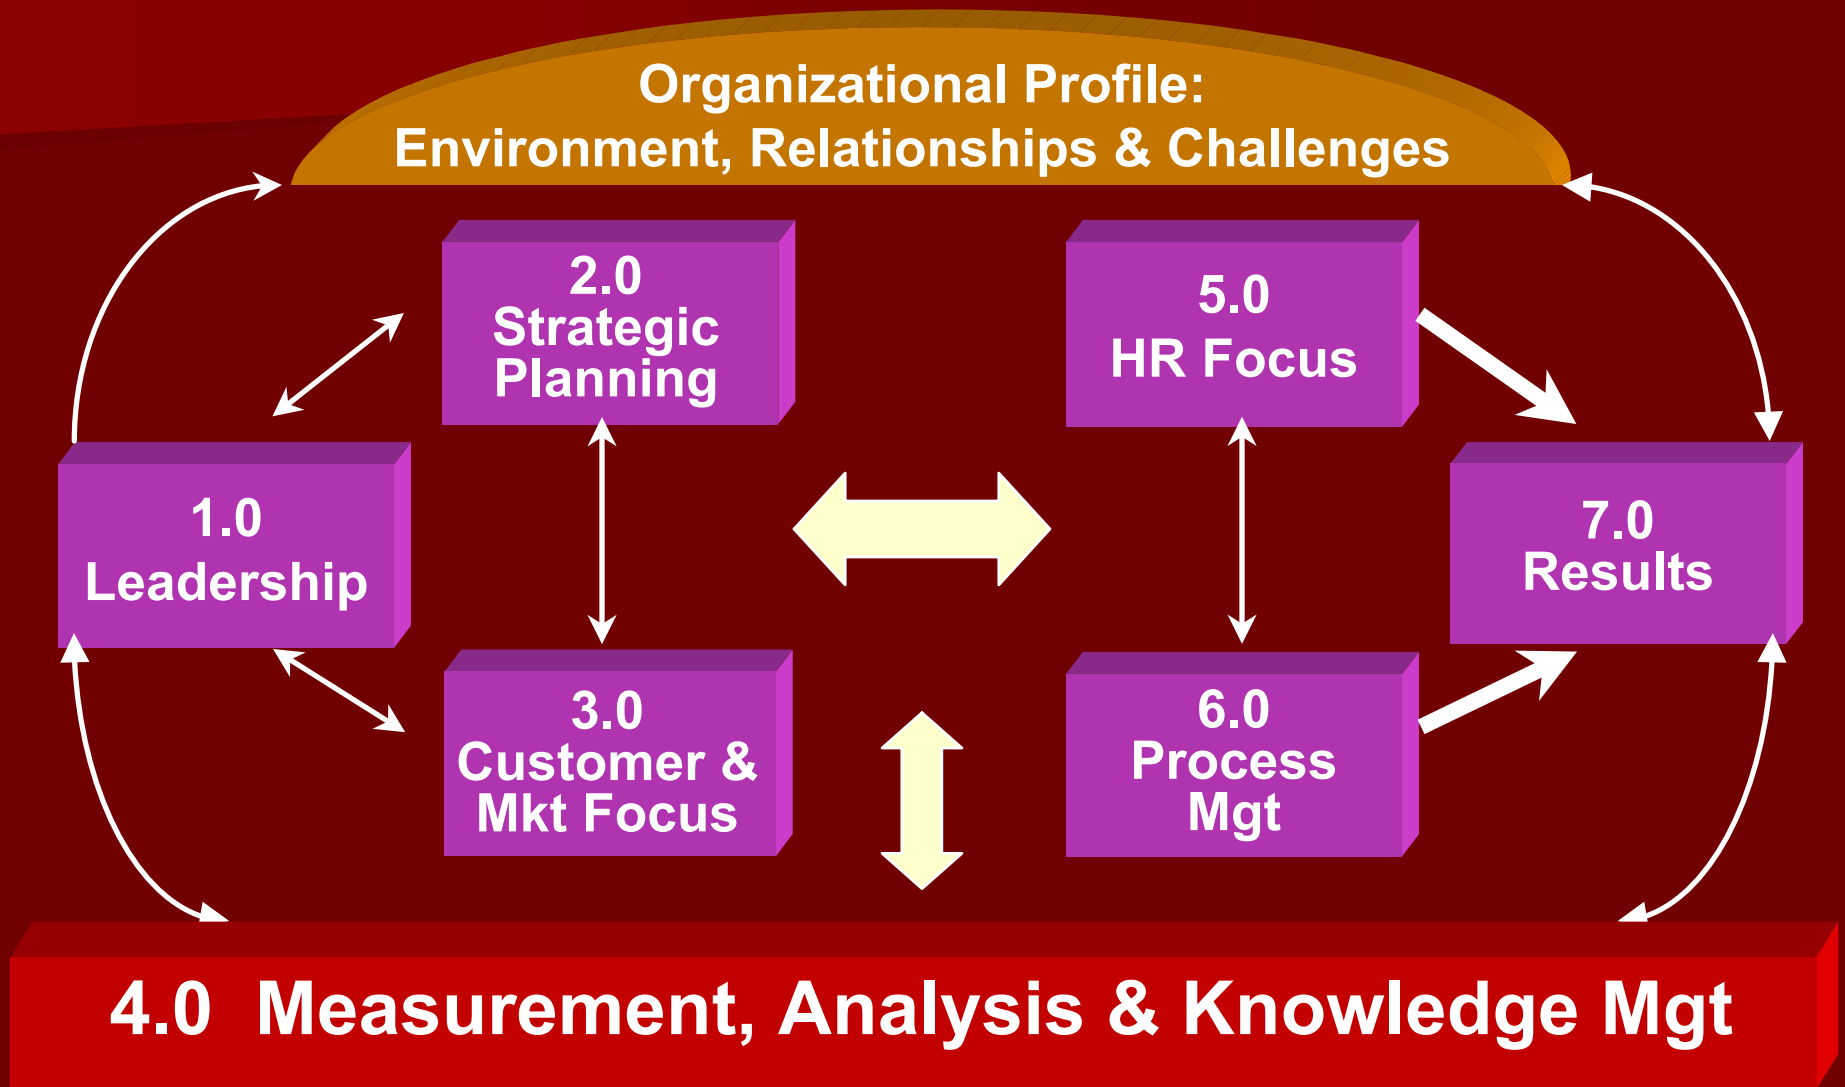 Organizational Profile:
Environment, Relationships & Challenges
2.0
Strategic
Planning
5.0
HR Focus
1.0
Leadership
7.0
Results
3.0
Customer &
Mkt Focus
6.0
Process
Mgt
4.0 Measurement, Analysis & Knowledge Mgt